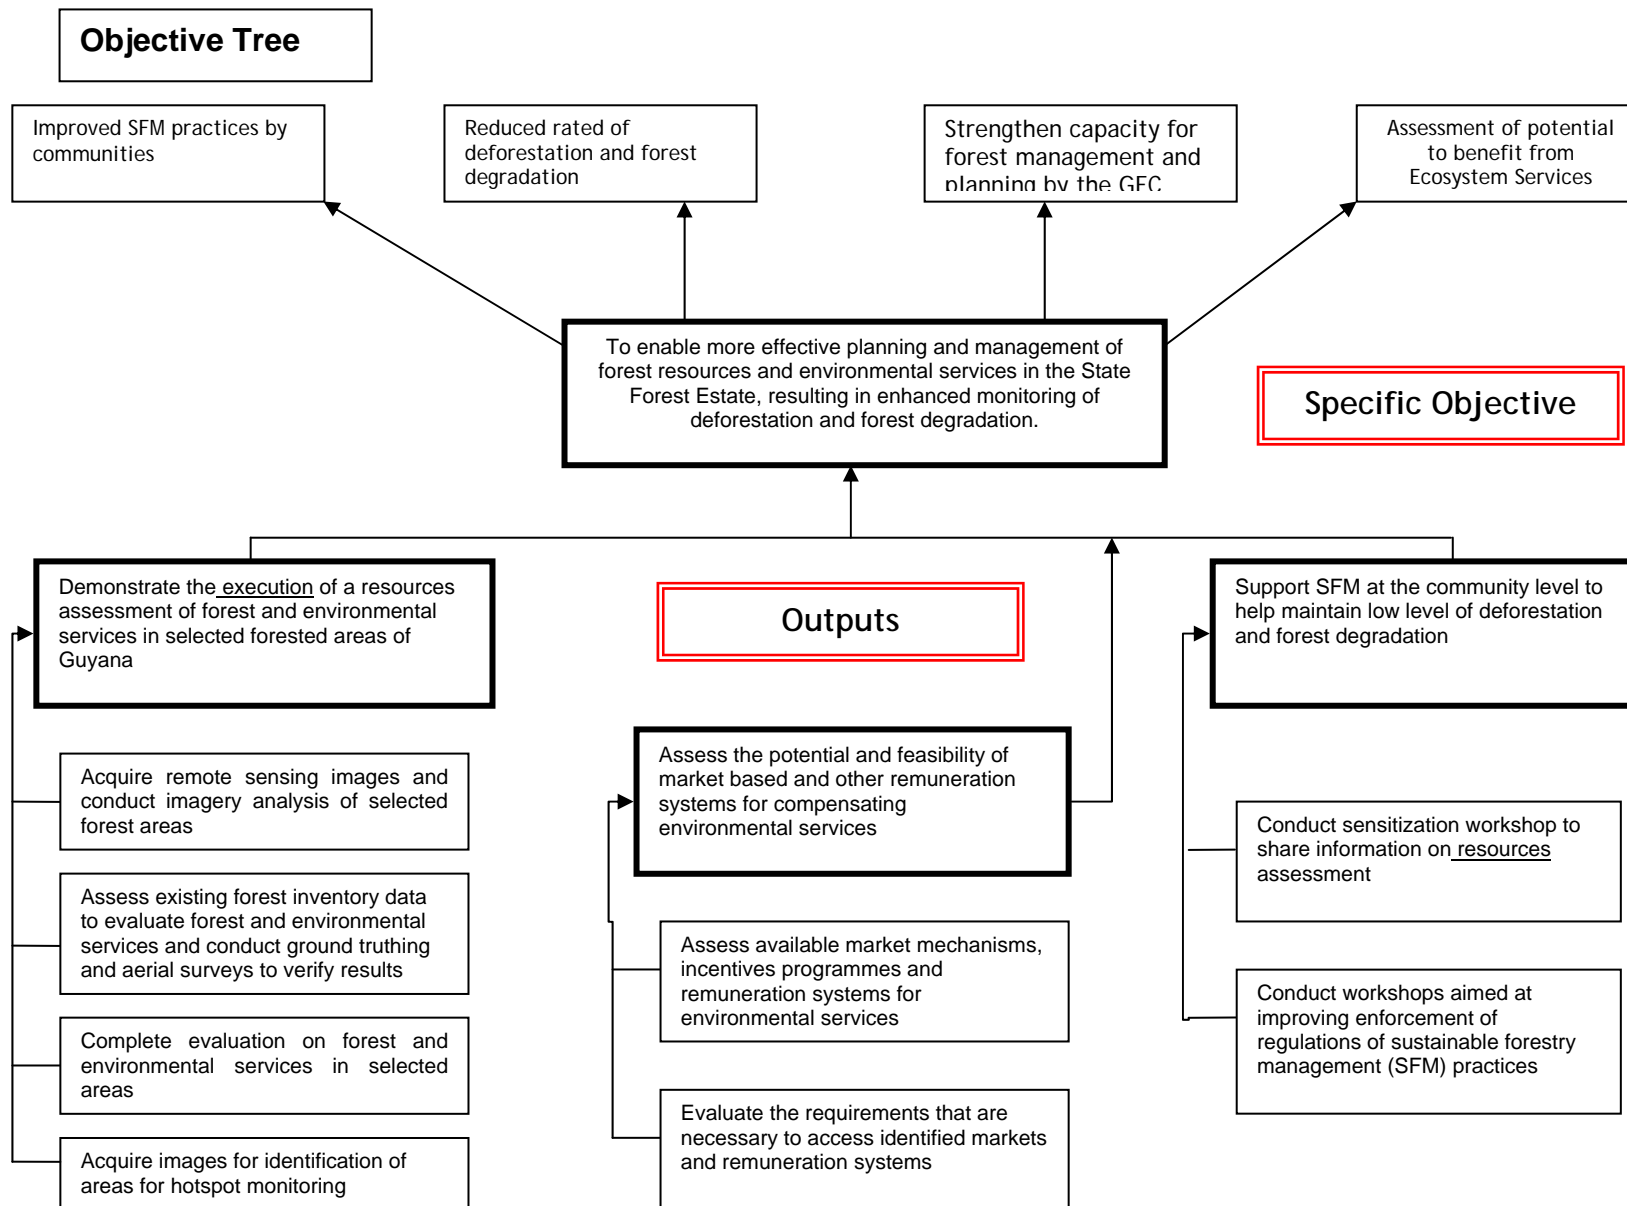 Objective Tree
Improved SFM practices by
communities
Reduced rated of
deforestation and forest
degradation
Strengthen capacity for
forest management and
planning by the GFC
Assessment of potential
to benefit from
Ecosystem Services
To enable more effective planning and management of
forest resources and environmental services in the State
Forest Estate, resulting in enhanced monitoring of
deforestation and forest degradation.
Specific Objective
Demonstrate the execution of a resources
assessment of forest and environmental
services in selected forested areas of
Guyana
Outputs
Support SFM at the community level to
help maintain low level of deforestation
and forest degradation
Acquire remote sensing images and
conduct imagery analysis of selected
forest areas
Assess the potential and feasibility of
market based and other remuneration
systems for compensating
environmental services
Conduct sensitization workshop to
share information on resources
assessment
Assess existing forest inventory data
to evaluate forest and environmental
services and conduct ground truthing
and aerial surveys to verify results
Assess available market mechanisms,
incentives programmes and
remuneration systems for
environmental services
Conduct workshops aimed at
improving enforcement of
regulations of sustainable forestry
management (SFM) practices
Complete evaluation on forest and
environmental services in selected
areas
Evaluate the requirements that are
necessary to access identified markets
and remuneration systems
Acquire images for identification of
areas for hotspot monitoring